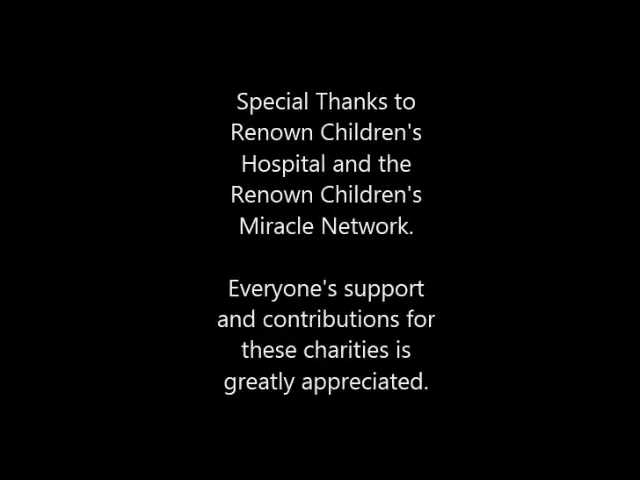 Special Thanks to
Renown Children's
Hospital and the
Renown Children's
Miracle Network.
Everyone's support
and contributions for
these charities is
greatly appreciated.